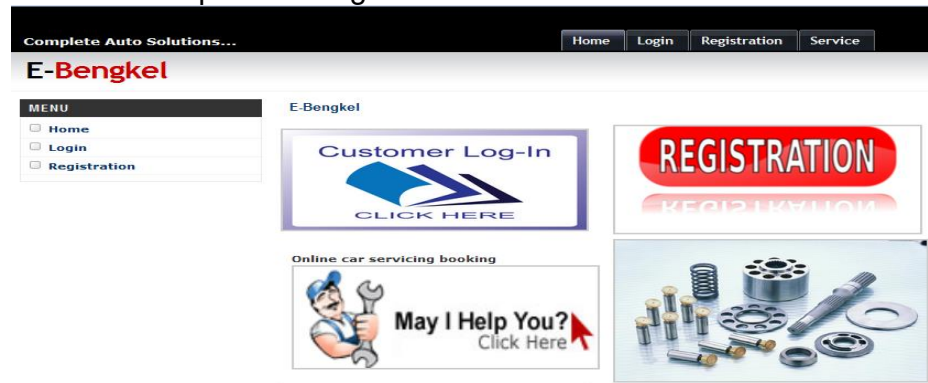 Complete Auto Solutions...
Home Login Registration Service
E-Bengkel
MENU
Home
Login
Registration
E-Bengkel
Customer Log-In
CLICK HERE
REGISTRATION
Online car servicing booking
May I Help You?
Click Here